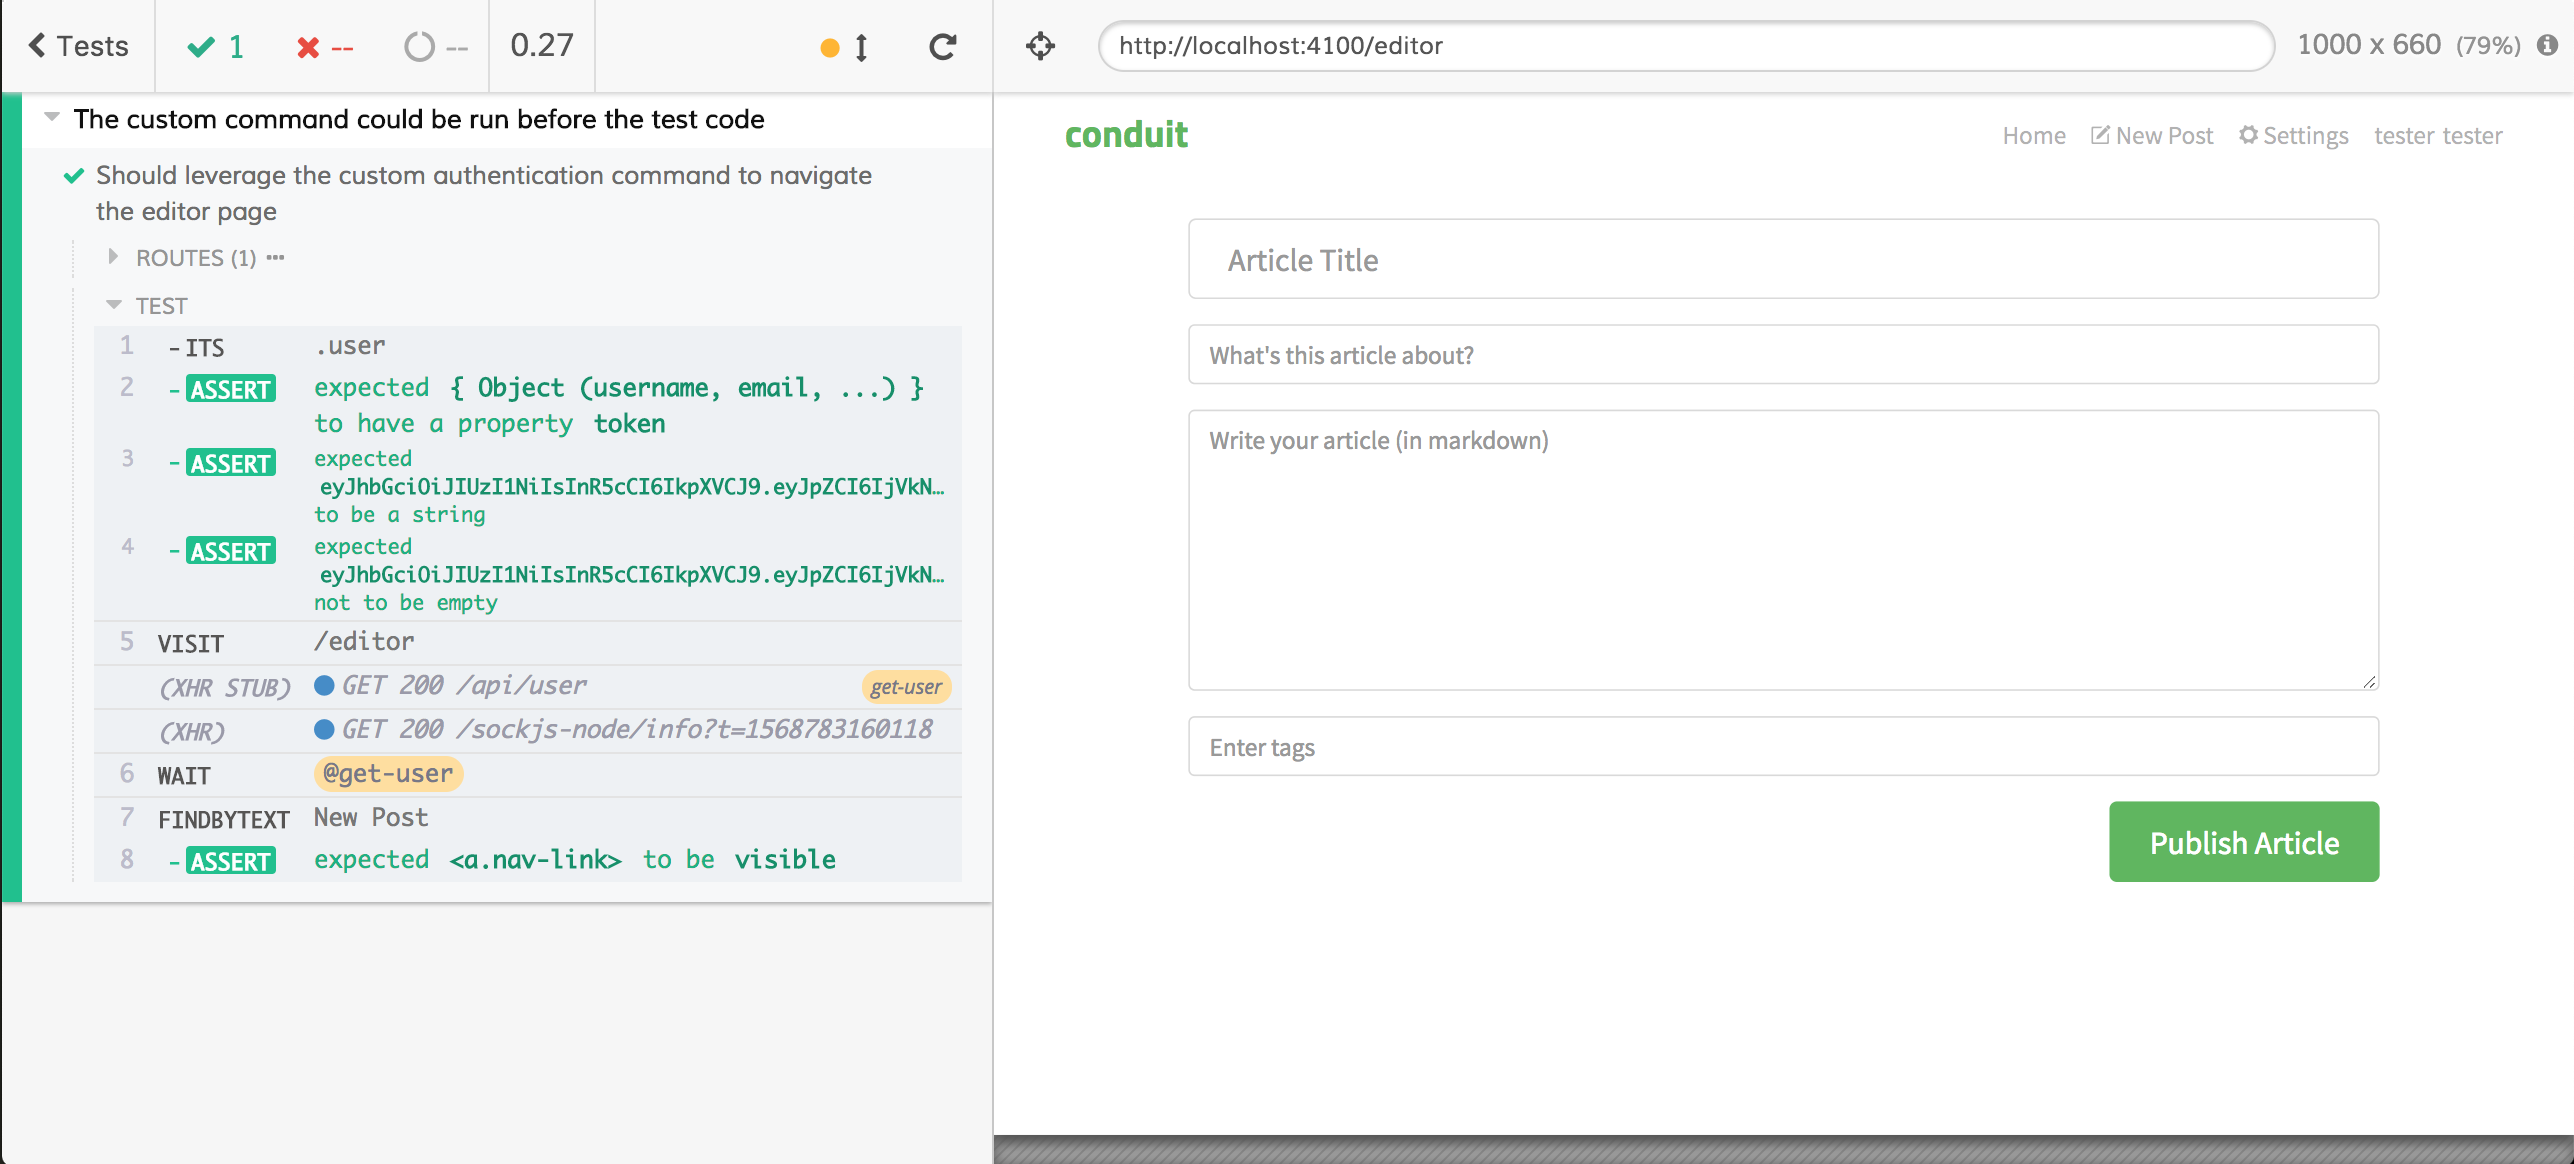 Tests
1
--
--
0.27
http://localhost:4100/editor
1000 x 660 (79%)
The custom command could be run before the test code
Should leverage the custom authentication command to navigate
the editor page
ROUTES (1)
TEST
1 -ITS .user
2 -ASSERT expected { Object (username, email, ...) }
to have a property token
3 -ASSERT expected
eyJhbGciOiJIUzI1NiIsInR5cCI6IkpXVCJ9.eyJpZCI6IjVkN…
to be a string
4 -ASSERT expected
eyJhbGciOiJIUzI1NiIsInR5cCI6IkpXVCJ9.eyJpZCI6IjVkN…
not to be empty
5 VISIT /editor
(XHR STUB) GET 200 /api/user get-user
(XHR) GET 200 /sockjs-node/info?t=1568783160118
6 WAIT @get-user
7 FINDBYTEXT New Post
8 -ASSERT expected <a.nav-link> to be visible
conduit
Home New Post Settings tester tester
Article Title
What's this article about?
Write your article (in markdown)
Enter tags
Publish Article